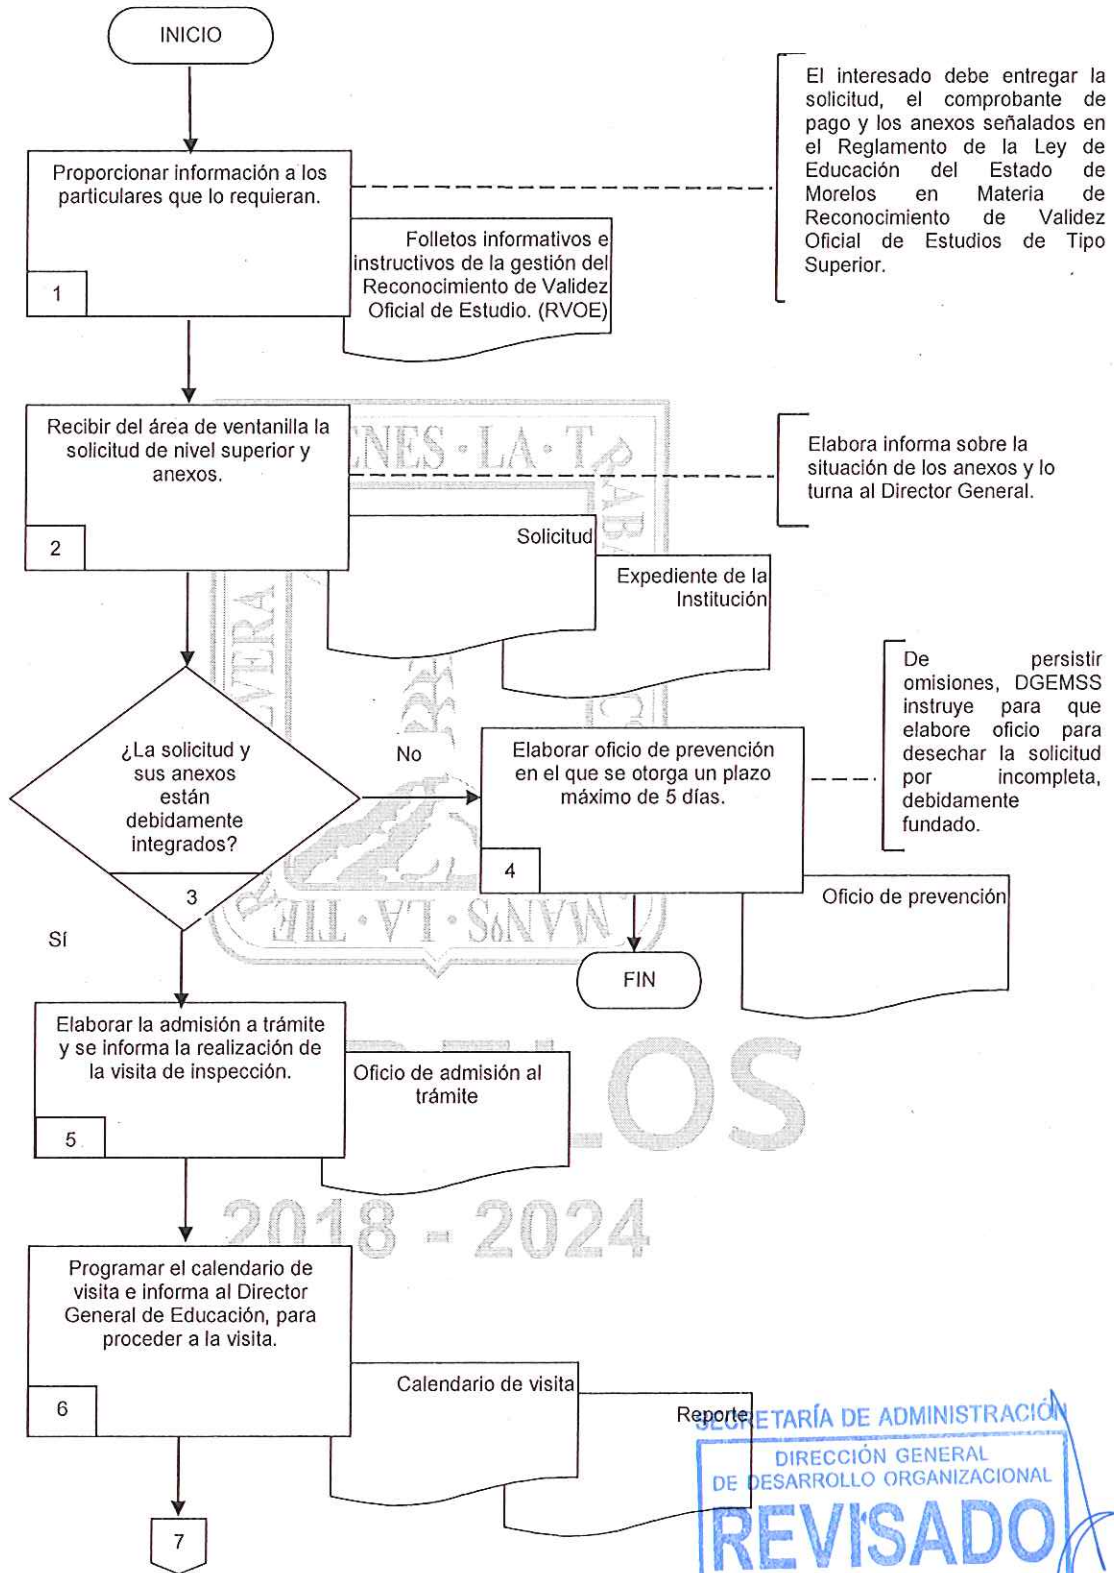 INICIO
El interesado debe entregar la
solicitud, el comprobante de
pago y los anexos señalados en
el Reglamento de la Ley de
Educación del Estado de
Morelos en Materia de
Reconocimiento de Validez
Oficial de Estudios de Tipo
Superior.
Proporcionar información a los
particulares que lo requieran.
1
Folletos informativos e
instructivos de la gestión del
Reconocimiento de Validez
Oficial de Estudio. (RVOE)
Recibir del área de ventanilla la
solicitud de nivel superior y
anexos.
2
Elabora informa sobre la
situación de los anexos y lo
turna al Director General.
Solicitud
Expediente de la
Institución
¿La solicitud y
sus anexos
están
debidamente
integrados?
3
No
Sí
Elaborar oficio de prevención
en el que se otorga un plazo
máximo de 5 días.
4
De persistir
omisiones, DGEMSS
instruye para que
elabore oficio para
desechar la solicitud
por incompleta,
debidamente
fundado.
Oficio de prevención
FIN
Elaborar la admisión a trámite
y se informa la realización de
la visita de inspección.
5
Oficio de admisión al
trámite
2018 - 2024
Programar el calendario de
visita e informa al Director
General de Educación, para
proceder a la visita.
6
Calendario de visita
Reporte
7
SECRETARÍA DE ADMINISTRACIÓN
DIRECCIÓN GENERAL
DE DESARROLLO ORGANIZACIONAL
REVISADO